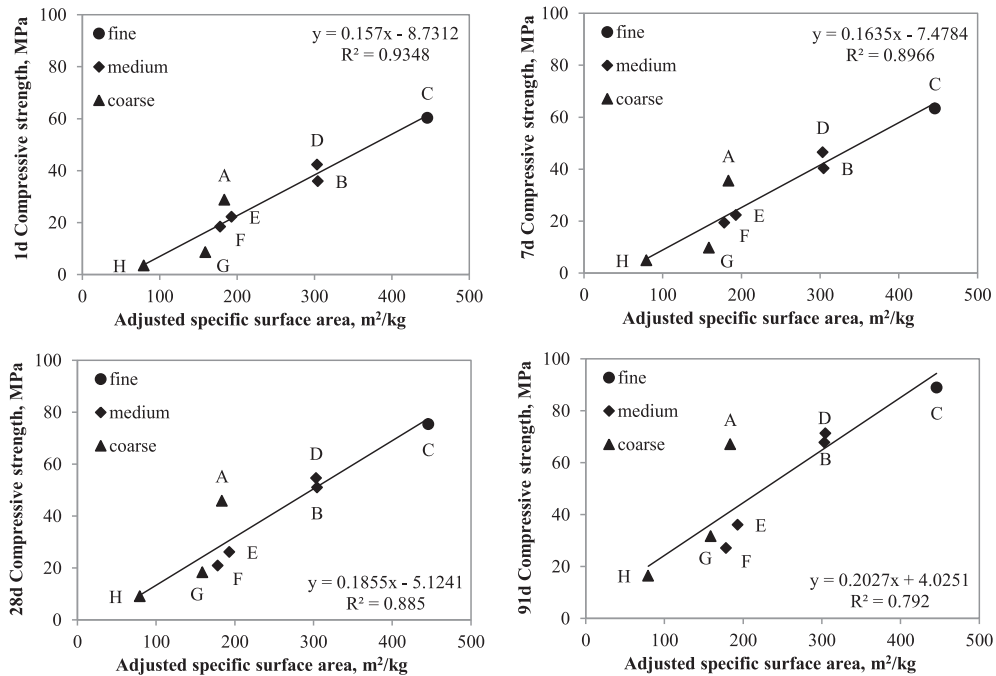 1d Compressive strength, MPa
100
80
60
40
20
0
fine
medium
coarse
y = 0.157x - 8.7312
R² = 0.9348
C
D
B
A
E
F
G
H
0 100 200 300 400 500
Adjusted specific surface area, m²/kg
7d Compressive strength, MPa
100
80
60
40
20
0
fine
medium
coarse
y = 0.1635x - 7.4784
R² = 0.8966
C
D
B
A
E
F
G
H
0 100 200 300 400 500
Adjusted specific surface area, m²/kg
28d Compressive strength, MPa
100
80
60
40
20
0
fine
medium
coarse
C
D
A
B
E
F
G
H
y = 0.1855x - 5.1241
R² = 0.885
0 100 200 300 400 500
Adjusted specific surface area, m²/kg
91d Compressive strength, MPa
100
80
60
40
20
0
fine
medium
coarse
C
D
A
B
E
G
F
H
y = 0.2027x + 4.0251
R² = 0.792
0 100 200 300 400 500
Adjusted specific surface area, m²/kg